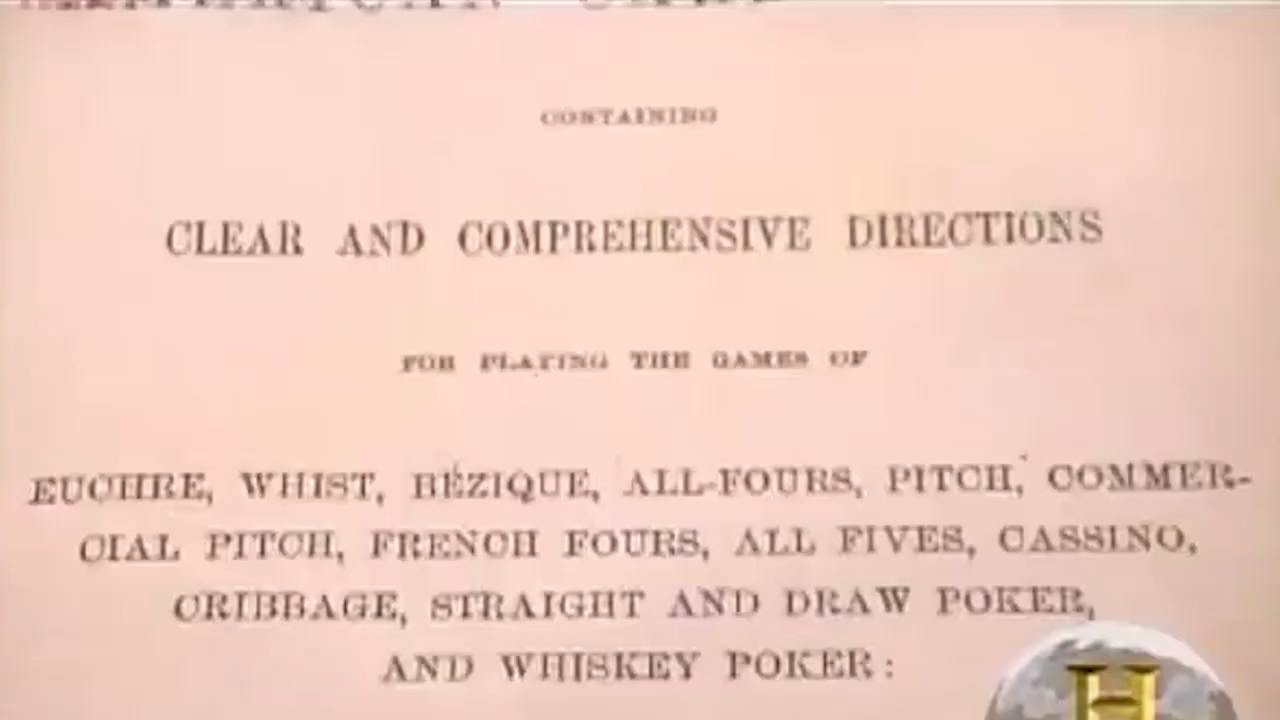 CONTAINING
CLEAR AND COMPREHENSIVE DIRECTIONS
FOR PLAYING THE GAMES OF
EUCHRE, WHIST, BÉZIQUE, ALL-FOURS, PITCH, COMMER-
CIAL PITCH, FRENCH FOURS, ALL FIVES, CASSINO,
CRIBBAGE, STRAIGHT AND DRAW POKER,
AND WHISKEY POKER:
H